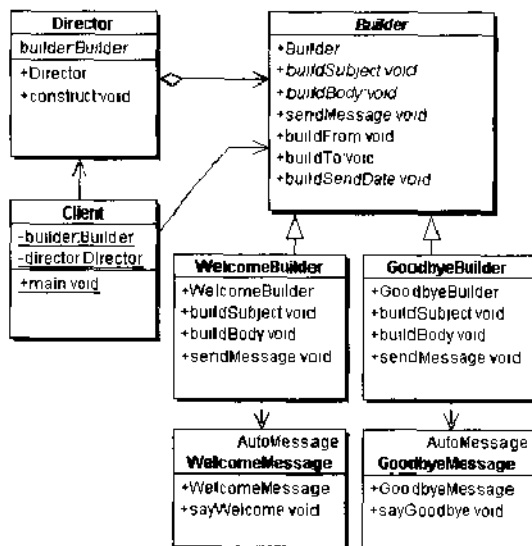 Director
builder:Builder
+Director
+construct:void
Builder
+Builder
+buildSubject:void
+buildBody:void
+sendMessage:void
+buildFrom:void
+buildTo:void
+buildSendDate:void
Client
-builder:Builder
-director:Director
+main:void
WelcomeBuilder
+WelcomeBuilder
+buildSubject:void
+buildBody:void
+sendMessage:void
GoodbyeBuilder
+GoodbyeBuilder
+buildSubject:void
+buildBody:void
+sendMessage:void
AutoMessage
WelcomeMessage
+WelcomeMessage
+sayWelcome:void
AutoMessage
GoodbyeMessage
+GoodbyeMessage
+sayGoodbye:void